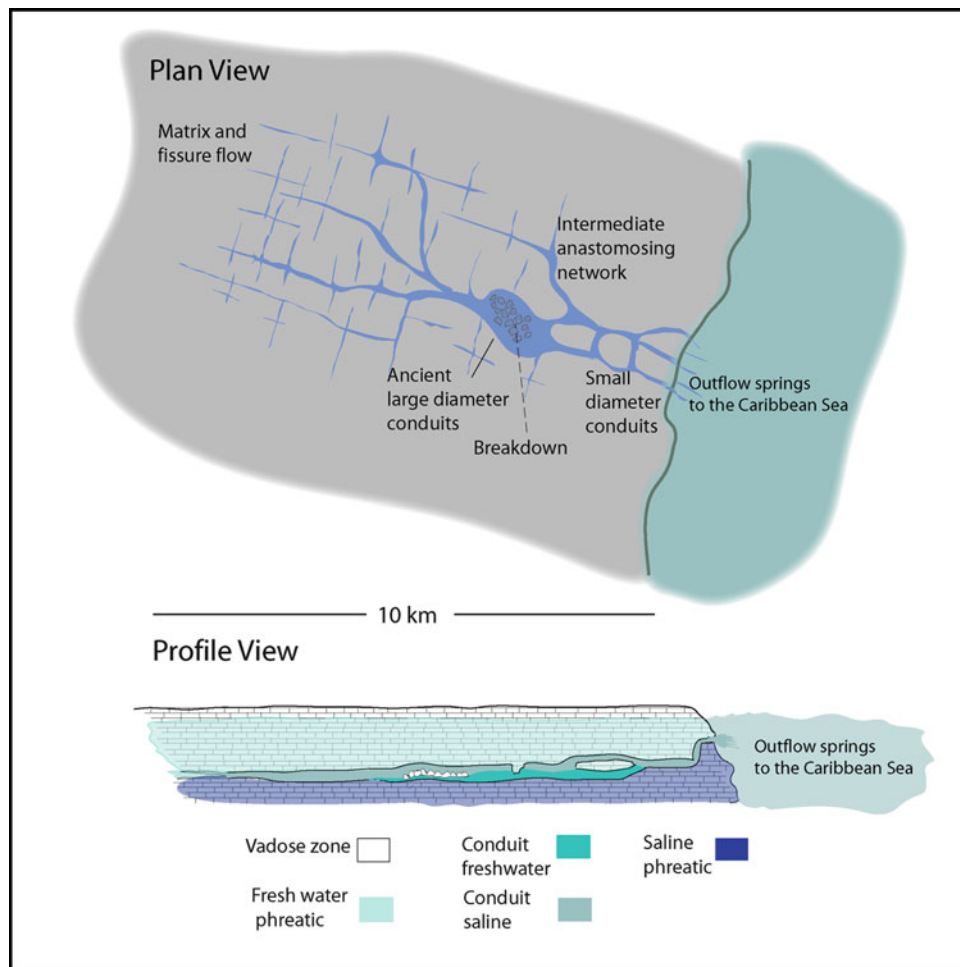 Plan View
Matrix and
fissure flow
Intermediate
anastomosing
network
Ancient
large diameter
conduits
Breakdown
Small
diameter
conduits
Outflow springs
to the Caribbean Sea
10 km
Profile View
Outflow springs
to the Caribbean Sea
Vadose zone
Conduit
freshwater
Saline
phreatic
Fresh water
phreatic
Conduit
saline